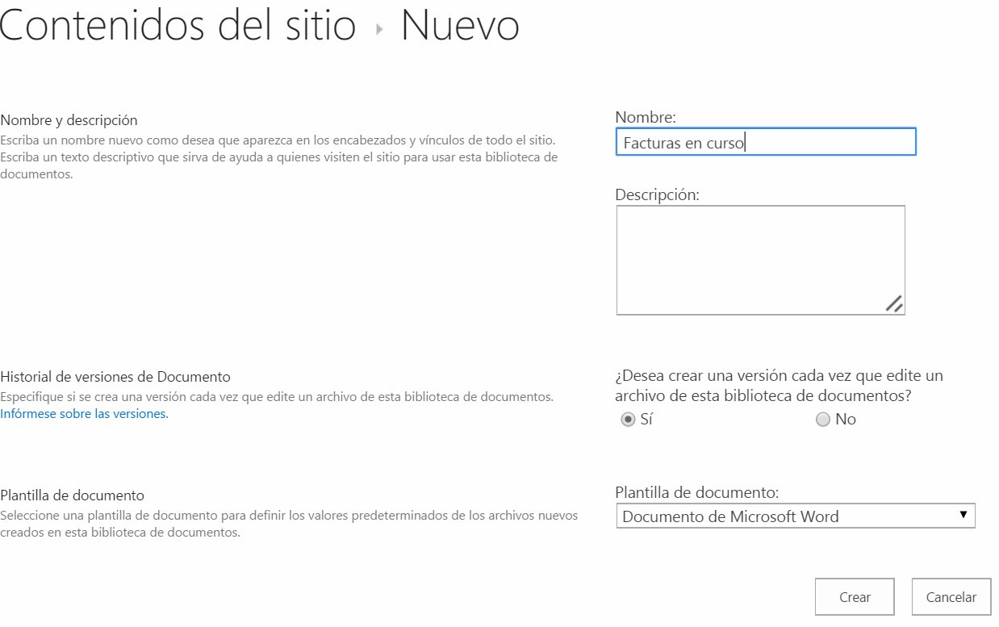 Contenidos del sitio ▸ Nuevo
Nombre y descripción
Escriba un nombre nuevo como desea que aparezca en los encabezados y vínculos de todo el sitio.
Escriba un texto descriptivo que sirva de ayuda a quienes visiten el sitio para usar esta biblioteca de
documentos.
Nombre:
Facturas en curso
Descripción:
Historial de versiones de Documento
Especifique si se crea una versión cada vez que edite un archivo de esta biblioteca de documentos.
Infórmese sobre las versiones.
¿Desea crear una versión cada vez que edite un
archivo de esta biblioteca de documentos?
Sí No
Plantilla de documento
Seleccione una plantilla de documento para definir los valores predeterminados de los archivos nuevos
creados en esta biblioteca de documentos.
Plantilla de documento:
Documento de Microsoft Word
Crear Cancelar